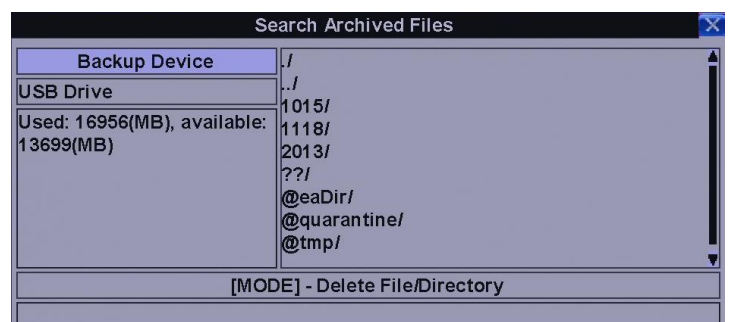 Search Archived Files
X
Backup Device
USB Drive
Used: 16956(MB), available:
13699(MB)
./
../
1015/
1118/
2013/
??/
@eaDir/
@quarantine/
@tmp/
[MODE] - Delete File/Directory